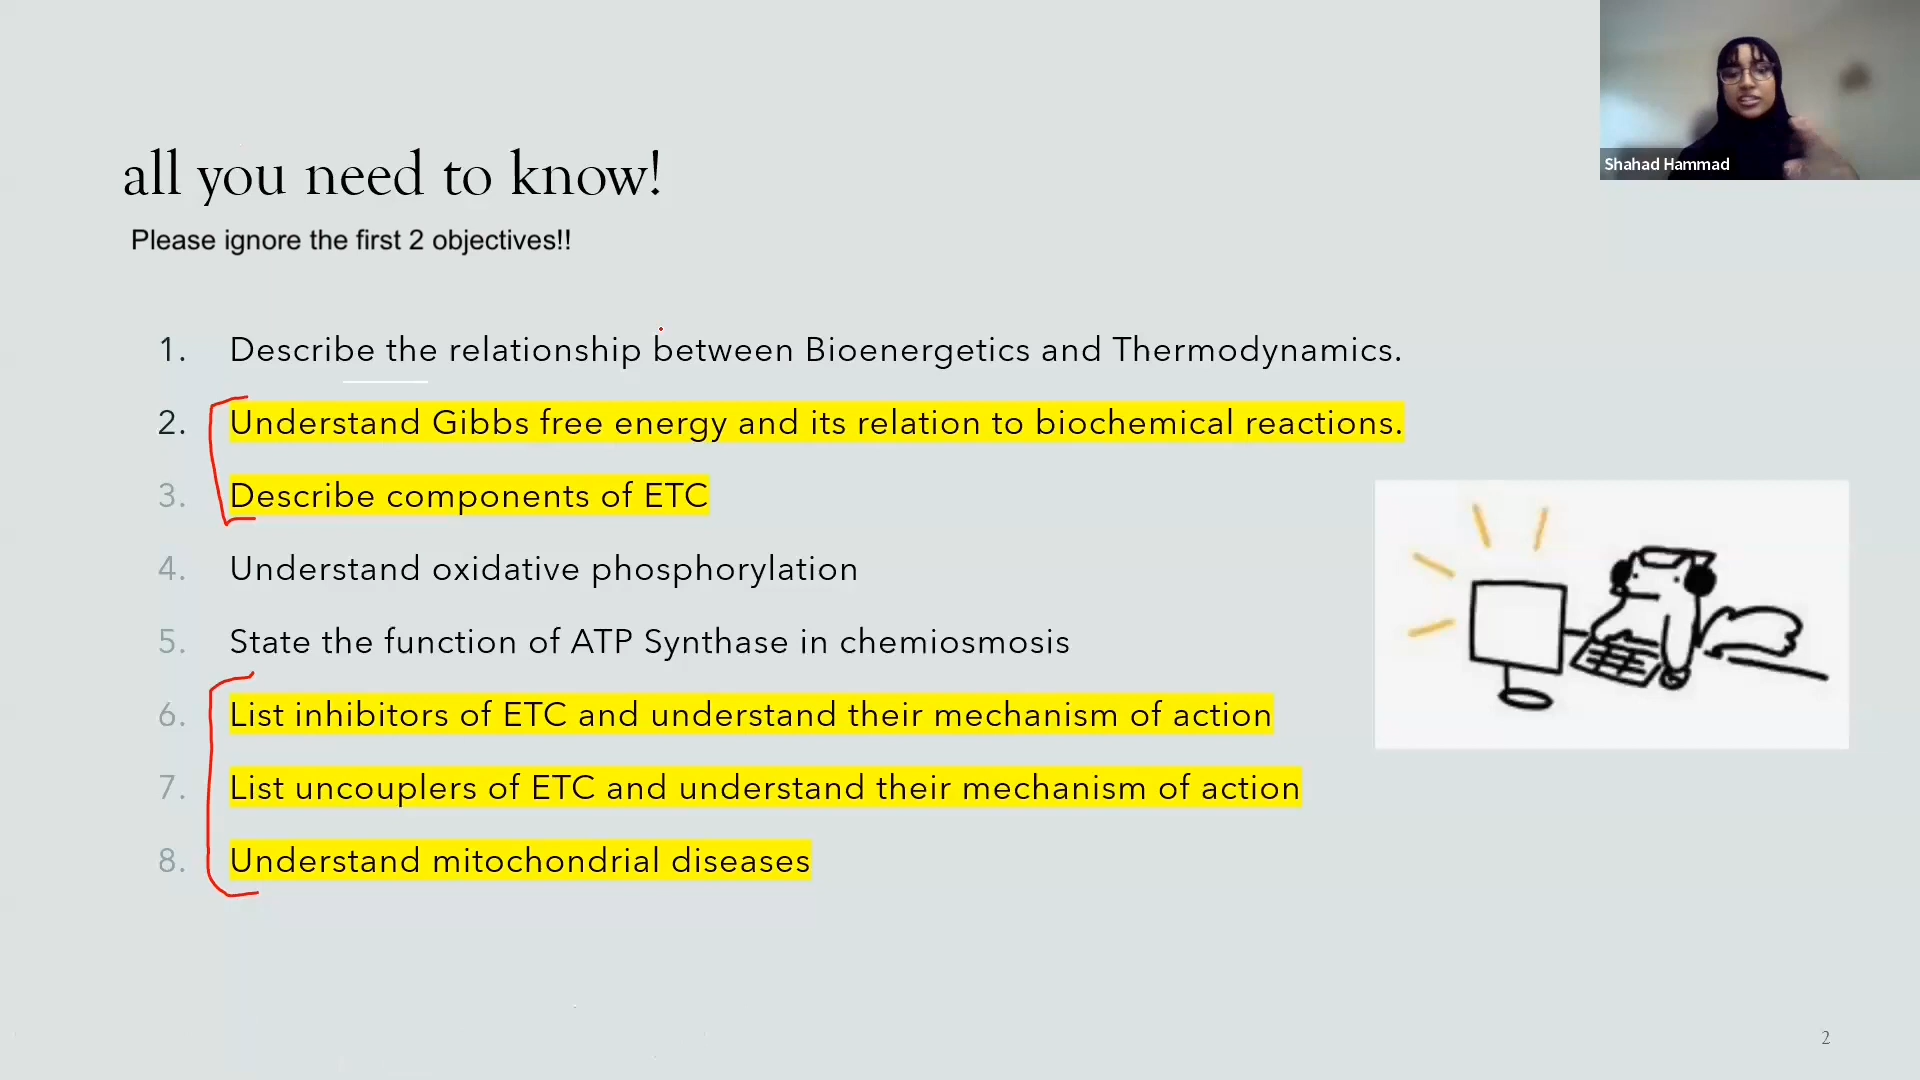 Shahad Hammad
all you need to know!
Please ignore the first 2 objectives!!
1. Describe the relationship between Bioenergetics and Thermodynamics.
2. Understand Gibbs free energy and its relation to biochemical reactions.
3. Describe components of ETC
4. Understand oxidative phosphorylation
5. State the function of ATP Synthase in chemiosmosis
6. List inhibitors of ETC and understand their mechanism of action
7. List uncouplers of ETC and understand their mechanism of action
8. Understand mitochondrial diseases
2